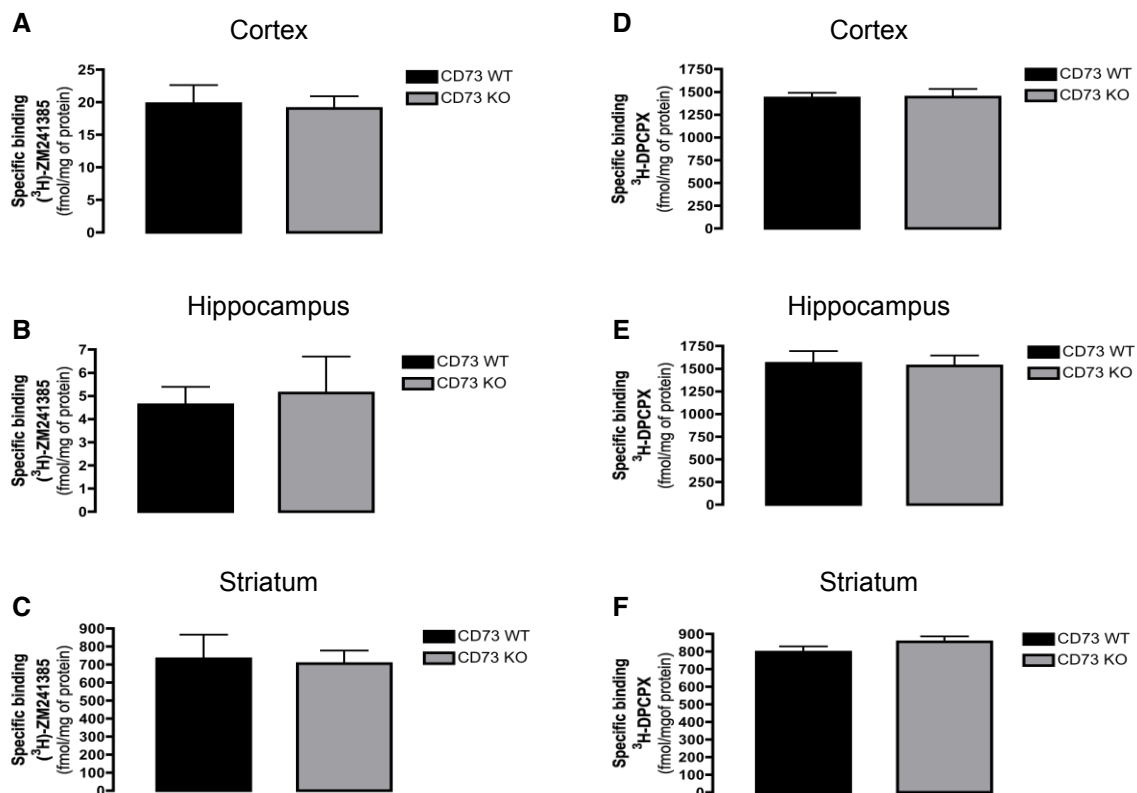 A
Cortex
Specific binding
(³H)-ZM241385
(fmol/mg of protein)
25
20
15
10
5
0
CD73 WT
CD73 KO
D
Cortex
Specific binding
³H-DPCPX
(fmol/mg of protein)
1750
1500
1250
1000
750
500
250
0
CD73 WT
CD73 KO
B
Hippocampus
Specific binding
(³H)-ZM241385
(fmol/mg of protein)
7
6
5
4
3
2
1
0
CD73 WT
CD73 KO
E
Hippocampus
Specific binding
³H-DPCPX
(fmol/mg of protein)
1750
1500
1250
1000
750
500
250
0
CD73 WT
CD73 KO
C
Striatum
Specific binding
(³H)-ZM241385
(fmol/mg of protein)
900
800
700
600
500
400
300
200
100
0
CD73 WT
CD73 KO
F
Striatum
Specific binding
³H-DPCPX
(fmol/mgof protein)
900
800
700
600
500
400
300
200
100
0
CD73 WT
CD73 KO